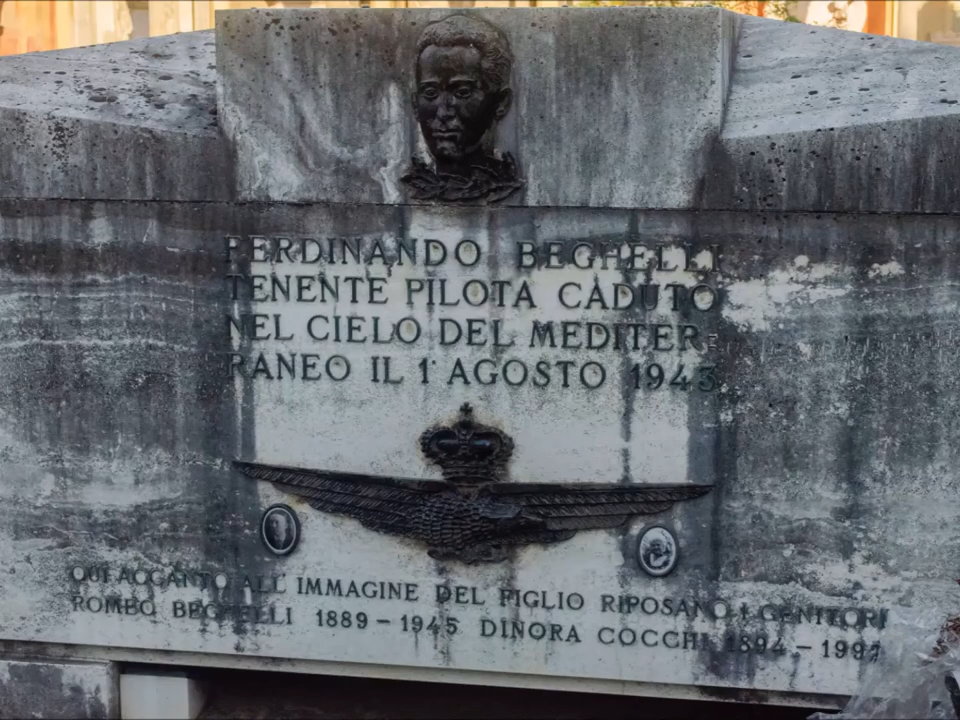 FERDINANDO BEGHELLI
TENENTE PILOTA CADUTO
NEL CIELO DEL MEDITER=
RANEO IL 1° AGOSTO 1943
QUI ACCANTO ALL'IMMAGINE DEL FIGLIO RIPOSANO I GENITORI
ROMEO BEGHELLI 1889 - 1945 DINORA COCCHI 1894 -